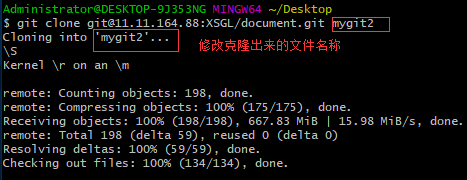 Administrator@DESKTOP-9J353NG MINGW64 ~/Desktop
$ git clone git@11.11.164.88:XSGL/document.git mygit2
Cloning into 'mygit2'...
修改克隆出来的文件名称
\S
Kernel \r on an \m
remote: Counting objects: 198, done.
remote: Compressing objects: 100% (175/175), done.
Receiving objects: 100% (198/198), 667.83 MiB | 15.98 MiB/s, done.
remote: Total 198 (delta 59), reused 0 (delta 0)
Resolving deltas: 100% (59/59), done.
Checking out files: 100% (134/134), done.